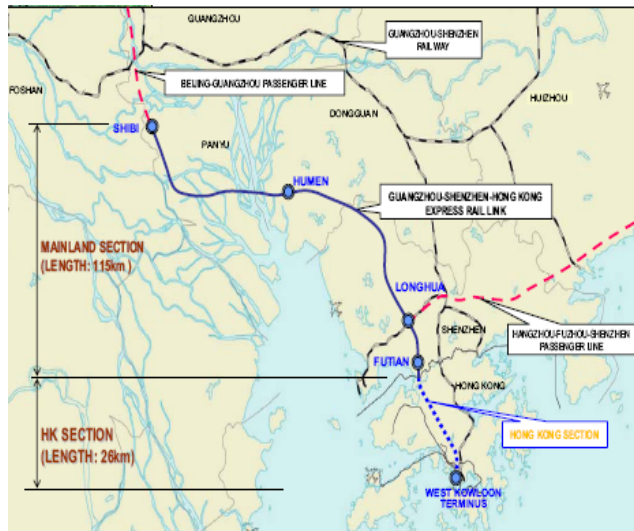 GUANGZHOU
GUANGZHOU-SHENZHEN
RAILWAY
BEIJING-GUANGZHOU PASSENGER LINE
FOSHAN
HUIZHOU
DONGGUAN
SHIBI
PANYU
HUMEN
GUANGZHOU-SHENZHEN-HONG KONG
EXPRESS RAIL LINK
MAINLAND SECTION
(LENGTH: 115km)
LONGHUA
SHENZHEN
HANGZHOU-FUZHOU-SHENZHEN
PASSENGER LINE
FUTIAN
HONG KONG
HK SECTION
(LENGTH: 26km)
HONG KONG SECTION
WEST KOWLOON
TERMINUS